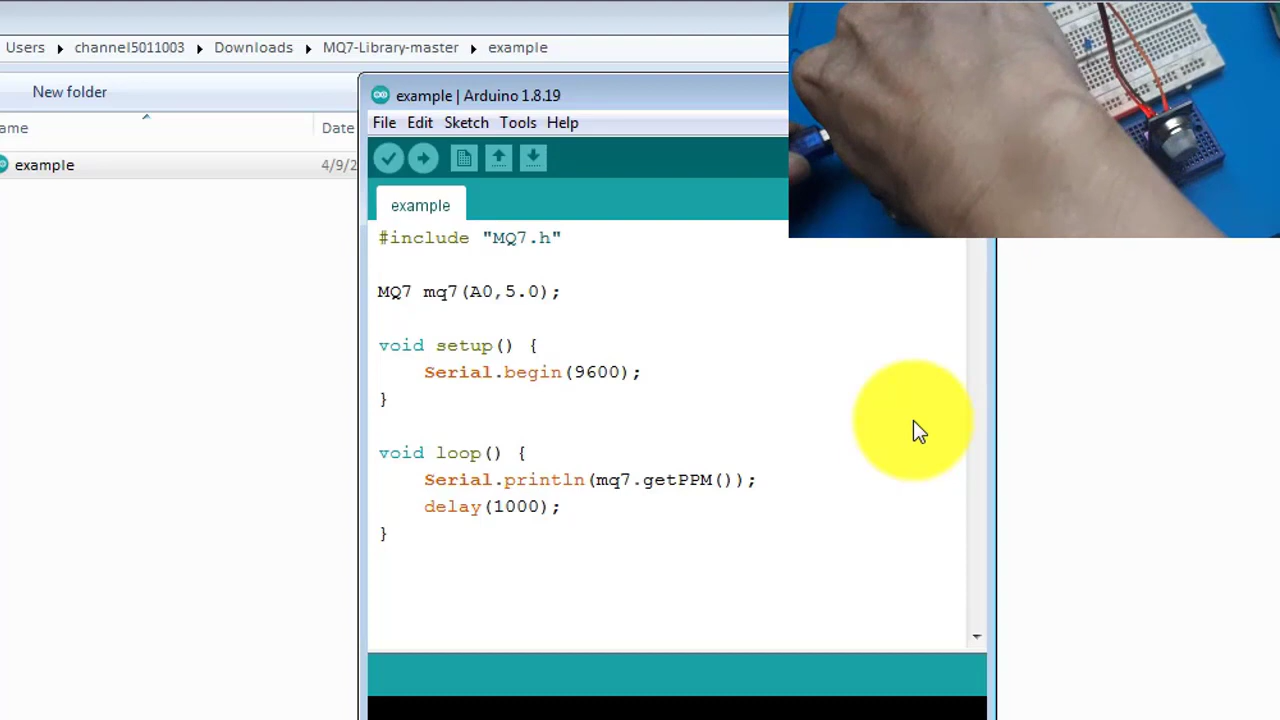 Users ▸ channel5011003 ▸ Downloads ▸ MQ7-Library-master ▸ example
New folder
ame Date
example 4/9/2
example | Arduino 1.8.19
File Edit Sketch Tools Help
example
#include "MQ7.h"
MQ7 mq7(A0,5.0);
void setup() {
Serial.begin(9600);
}
void loop() {
Serial.println(mq7.getPPM());
delay(1000);
}